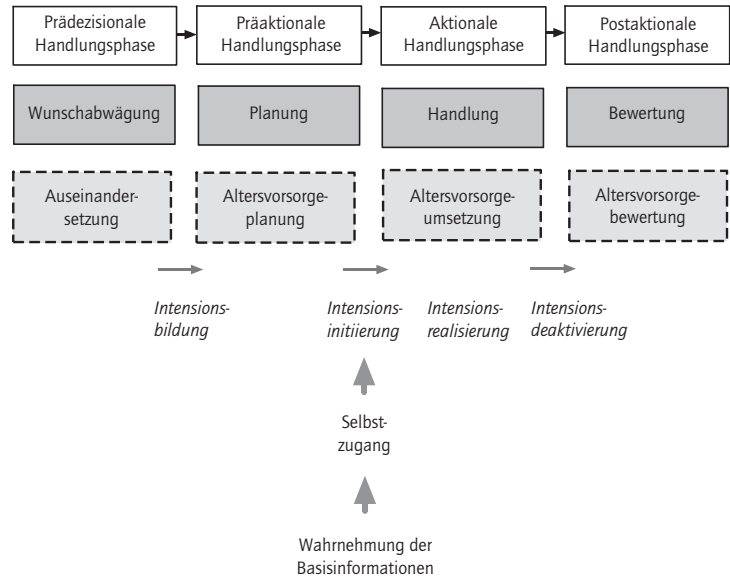 Prädezisionale
Handlungsphase
Präaktionale
Handlungsphase
Aktionale
Handlungsphase
Postaktionale
Handlungsphase
Wunschabwägung
Planung
Handlung
Bewertung
Auseinander-
setzung
Altersvorsorge-
planung
Altersvorsorge-
umsetzung
Altersvorsorge-
bewertung
Intensions-
bildung
Intensions-
initiierung
Intensions-
realisierung
Intensions-
deaktivierung
Selbst-
zugang
Wahrnehmung der
Basisinformationen